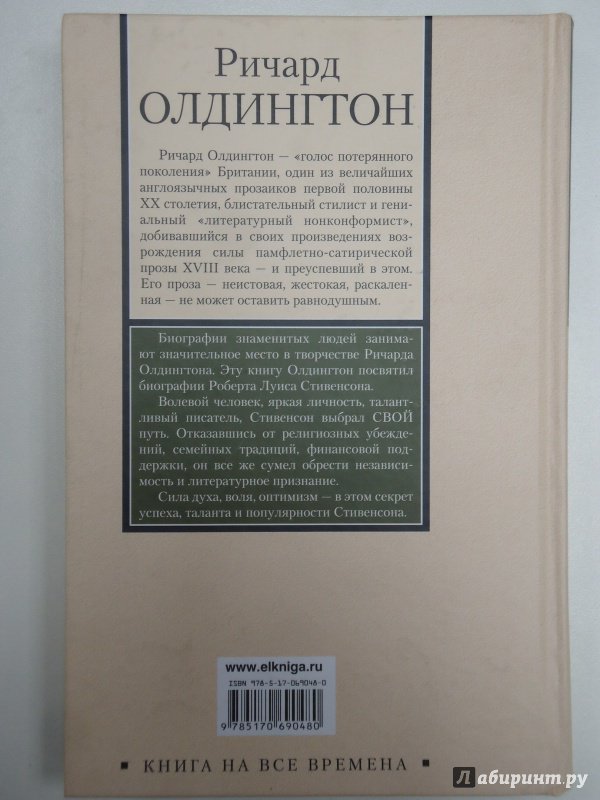 Ричард
ОЛДИНГТОН
Ричард Олдингтон — «голос потерянного
поколения» Британии, один из величайших
англоязычных прозаиков первой половины
XX столетия, блистательный стилист и гени-
альный «литературный нонконформист»,
добивавшийся в своих произведениях воз-
рождения силы памфлетно-сатирической
прозы XVIII века — и преуспевший в этом.
Его проза — неистовая, жестокая, раскален-
ная — не может оставить равнодушным.
Биографии знаменитых людей занима-
ют значительное место в творчестве Ричарда
Олдингтона. Эту книгу Олдингтон посвятил
биографии Роберта Луиса Стивенсона.
Волевой человек, яркая личность, талант-
ливый писатель, Стивенсон выбрал СВОЙ
путь. Отказавшись от религиозных убежде-
ний, семейных традиций, финансовой под-
держки, он все же сумел обрести независи-
мость и литературное признание.
Сила духа, воля, оптимизм — в этом секрет
успеха, таланта и популярности Стивенсона.
www.elkniga.ru
ISBN 978-5-17-069048-0
9 785170 690480
КНИГА НА ВСЕ ВРЕМЕНА
Лабиринт.ру